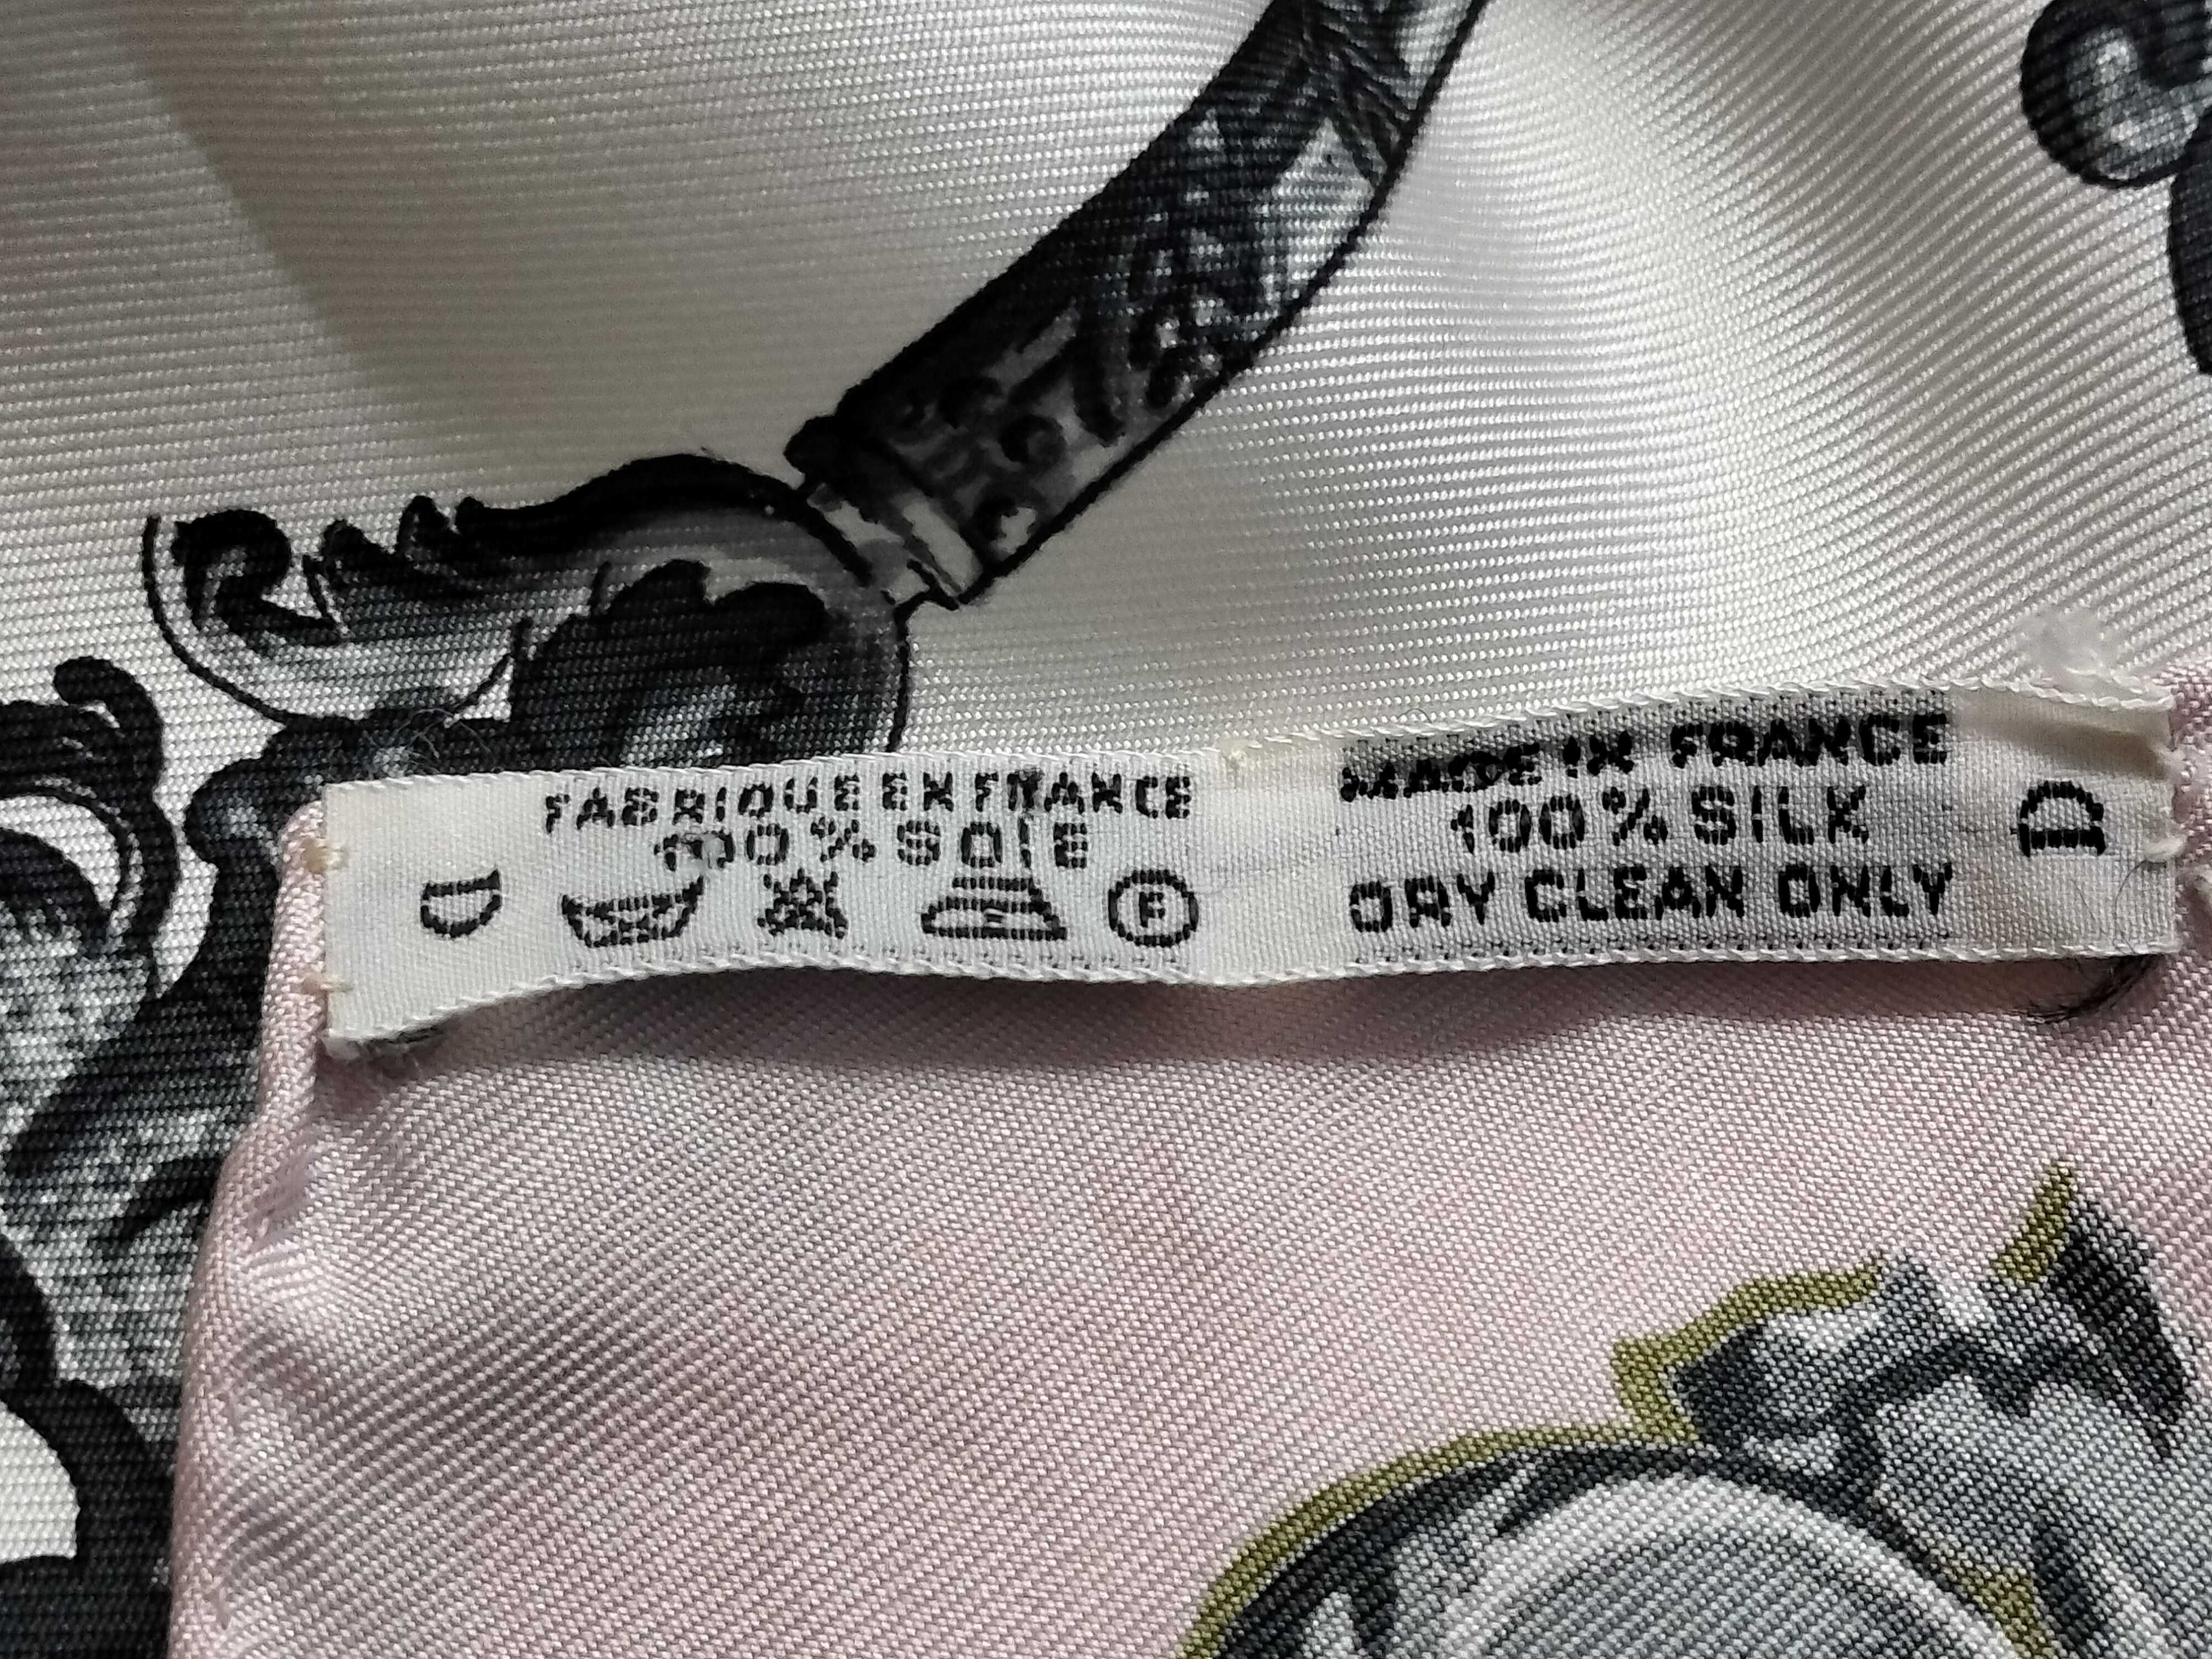 FABRIQUE EN FRANCE
100% SOIE
D
F
MADE IN FRANCE
100% SILK
DRY CLEAN ONLY
D